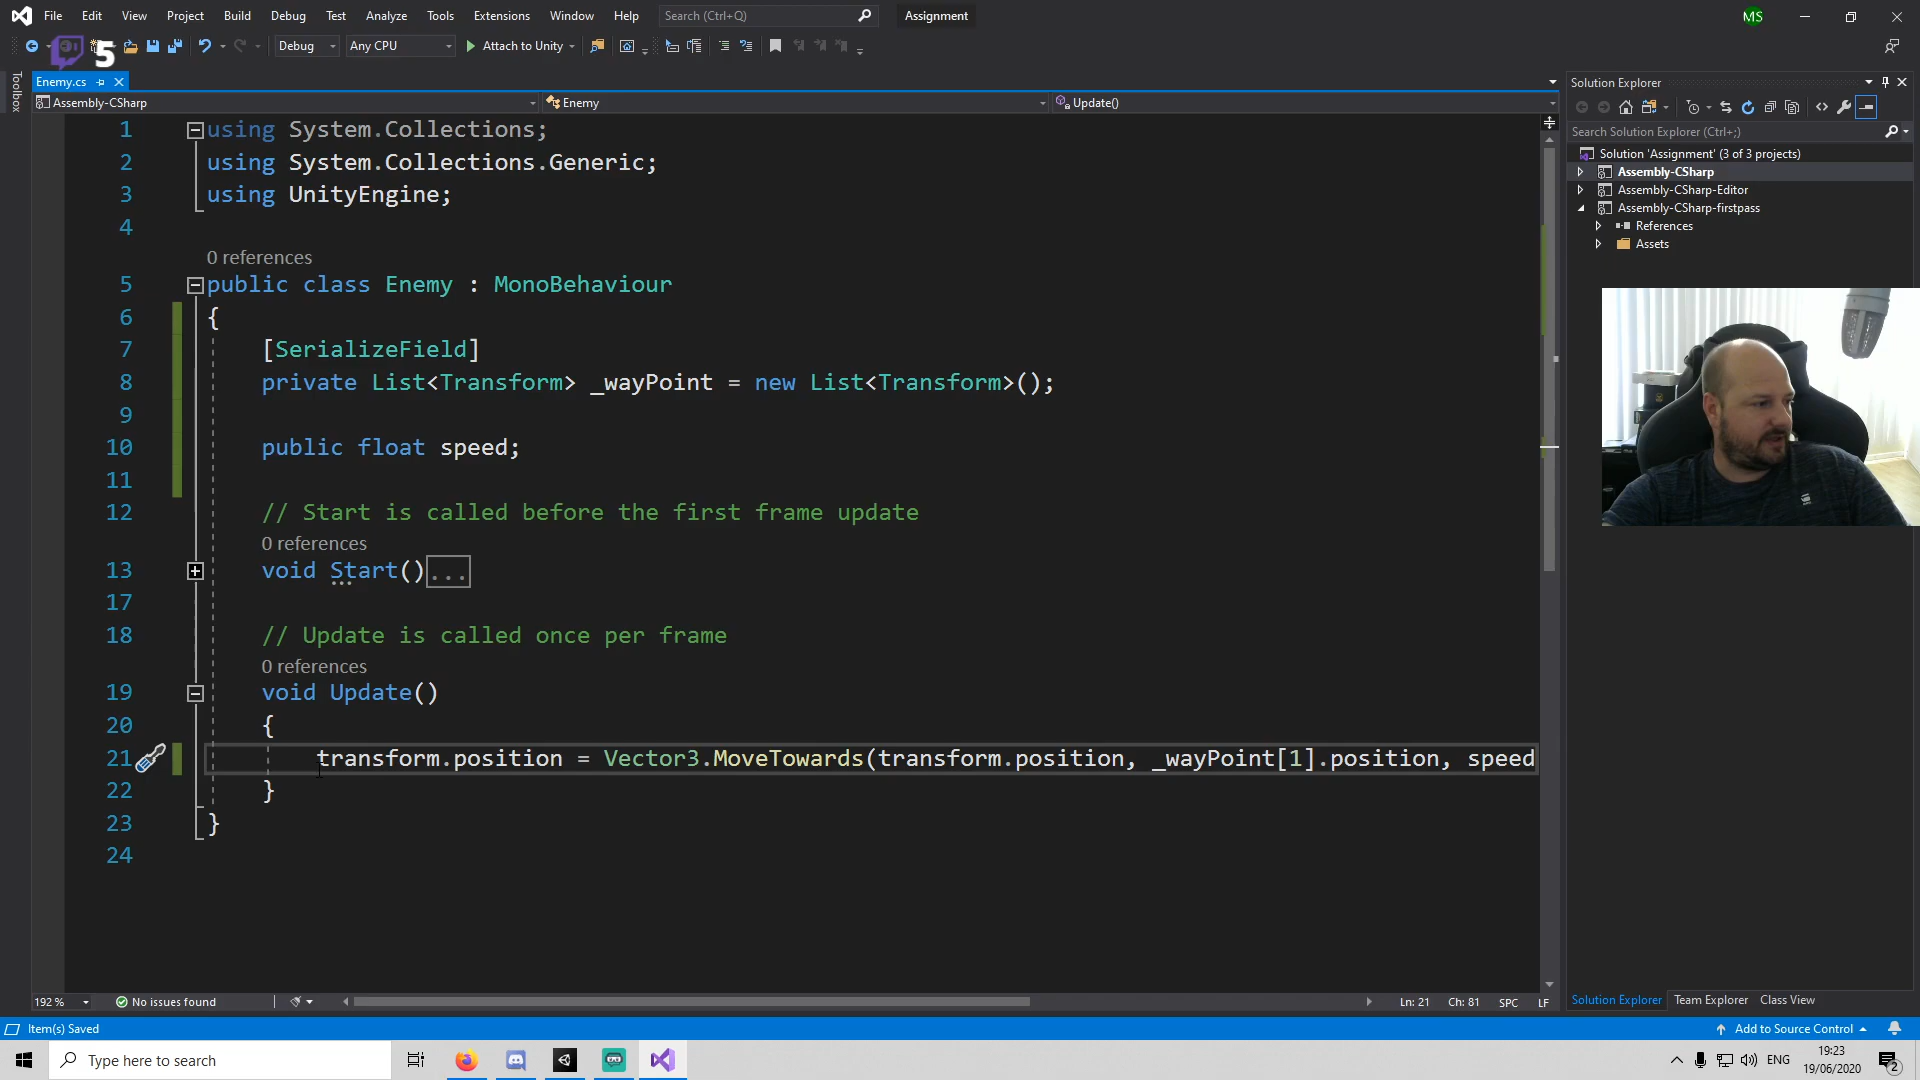 File Edit View Project Build Debug Test Analyze Tools Extensions Window Help Search (Ctrl+Q) Assignment MS
5 Debug Any CPU Attach to Unity
Toolbox
Enemy.cs
Assembly-CSharp Enemy Update()
1 using System.Collections;
2 using System.Collections.Generic;
3 using UnityEngine;
4
0 references
5 public class Enemy : MonoBehaviour
6 {
7 [SerializeField]
8 private List<Transform> _wayPoint = new List<Transform>();
9
10 public float speed;
11
12 // Start is called before the first frame update
0 references
13 void Start()...
17
18 // Update is called once per frame
0 references
19 void Update()
20 {
21 transform.position = Vector3.MoveTowards(transform.position, _wayPoint[1].position, speed
22 }
23 }
24
192 % No issues found Ln: 21 Ch: 81 SPC LF
Solution Explorer
Search Solution Explorer (Ctrl+;)
Solution 'Assignment' (3 of 3 projects)
Assembly-CSharp
Assembly-CSharp-Editor
Assembly-CSharp-firstpass
References
Assets
Solution Explorer Team Explorer Class View
Item(s) Saved Add to Source Control
Type here to search
ENG
19:23
19/06/2020
2